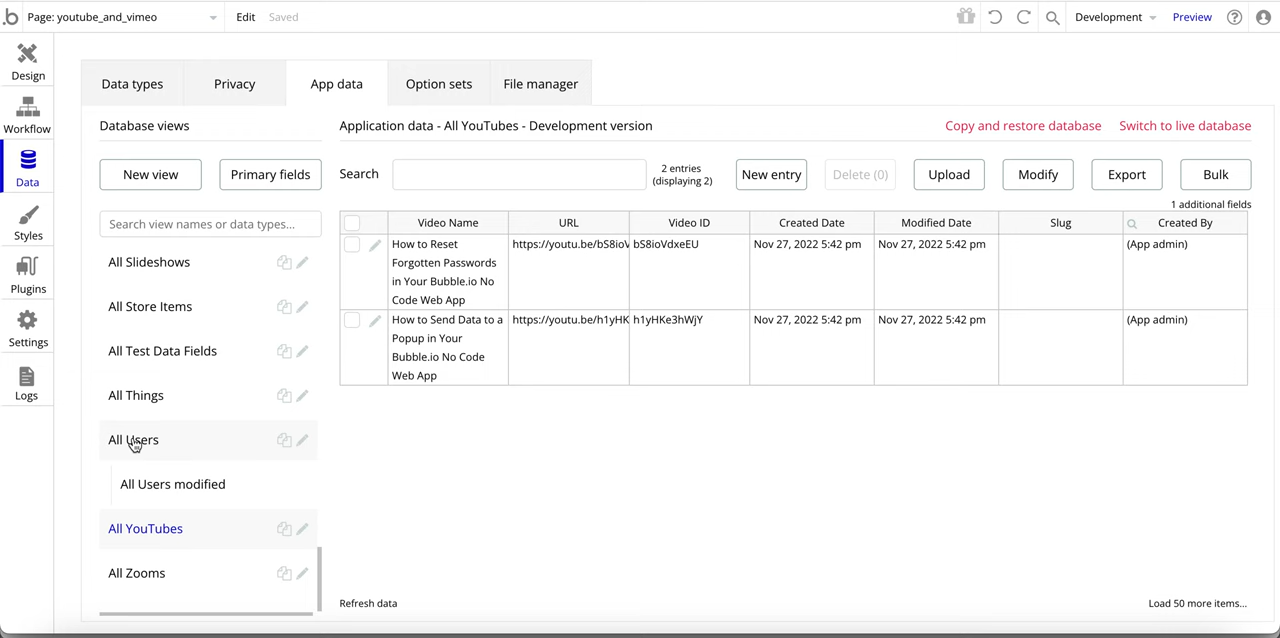 .b Page: youtube_and_vimeo Edit Saved Development Preview
Design
Workflow
Data
Styles
Plugins
Settings
Logs
Data types Privacy App data Option sets File manager
Database views
New view Primary fields
Search view names or data types...
All Slideshows
All Store Items
All Test Data Fields
All Things
All Users
All Users modified
All YouTubes
All Zooms
Application data - All YouTubes - Development version Copy and restore database Switch to live database
Search 2 entries
(displaying 2)
New entry Delete (0) Upload Modify Export Bulk
1 additional fields
Video Name URL Video ID Created Date Modified Date Slug Created By
How to Reset https://youtu.be/bS8ioV bS8ioVdxeEU Nov 27, 2022 5:42 pm Nov 27, 2022 5:42 pm (App admin)
Forgotten Passwords
in Your Bubble.io No
Code Web App
How to Send Data to a https://youtu.be/h1yHK h1yHKe3hWjY Nov 27, 2022 5:42 pm Nov 27, 2022 5:42 pm (App admin)
Popup in Your
Bubble.io No Code
Web App
Refresh data Load 50 more items...